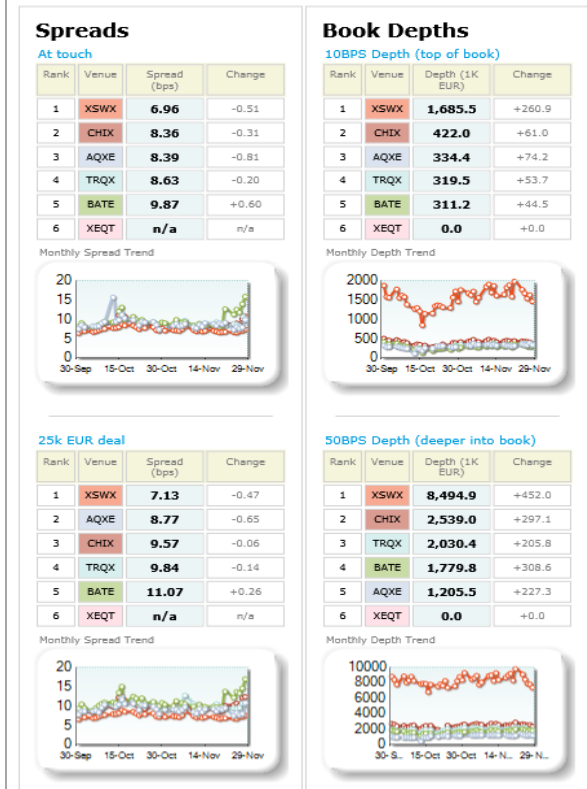 Spreads
At touch
Rank Venue Spread (bps) Change
1 XSWX 6.96 -0.51
2 CHIX 8.36 -0.31
3 AQXE 8.39 -0.81
4 TRQX 8.63 -0.20
5 BATE 9.87 +0.60
6 XEQT n/a n/a
Monthly Spread Trend
20
15
10
5
0
30-Sep 15-Oct 30-Oct 14-Nov 29-Nov
25k EUR deal
Rank Venue Spread (bps) Change
1 XSWX 7.13 -0.47
2 AQXE 8.77 -0.65
3 CHIX 9.57 -0.06
4 TRQX 9.84 -0.14
5 BATE 11.07 +0.26
6 XEQT n/a n/a
Monthly Spread Trend
20
15
10
5
0
30-Sep 15-Oct 30-Oct 14-Nov 29-Nov
Book Depths
10BPS Depth (top of book)
Rank Venue Depth (1K EUR) Change
1 XSWX 1,685.5 +260.9
2 CHIX 422.0 +61.0
3 AQXE 334.4 +74.2
4 TRQX 319.5 +53.7
5 BATE 311.2 +44.5
6 XEQT 0.0 +0.0
Monthly Depth Trend
2000
1500
1000
500
0
30-Sep 15-Oct 30-Oct 14-Nov 29-Nov
50BPS Depth (deeper into book)
Rank Venue Depth (1K EUR) Change
1 XSWX 8,494.9 +452.0
2 CHIX 2,539.0 +297.1
3 TRQX 2,030.4 +205.8
4 BATE 1,779.8 +308.6
5 AQXE 1,205.5 +227.3
6 XEQT 0.0 +0.0
Monthly Depth Trend
10000
8000
6000
4000
2000
0
30-S... 15-Oct 30-Oct 14-N... 29-N...